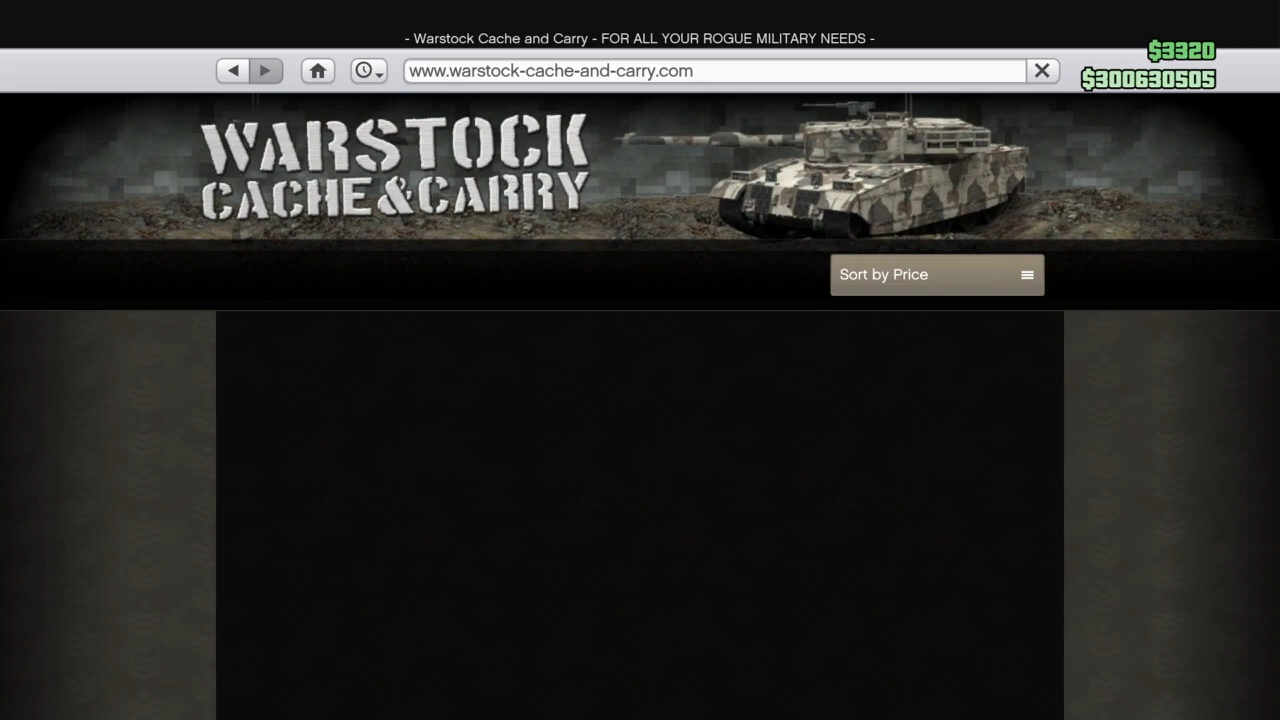 - Warstock Cache and Carry - FOR ALL YOUR ROGUE MILITARY NEEDS -
$3320
www.warstock-cache-and-carry.com
$300630505
WARSTOCK
CACHE&CARRY
Sort by Price